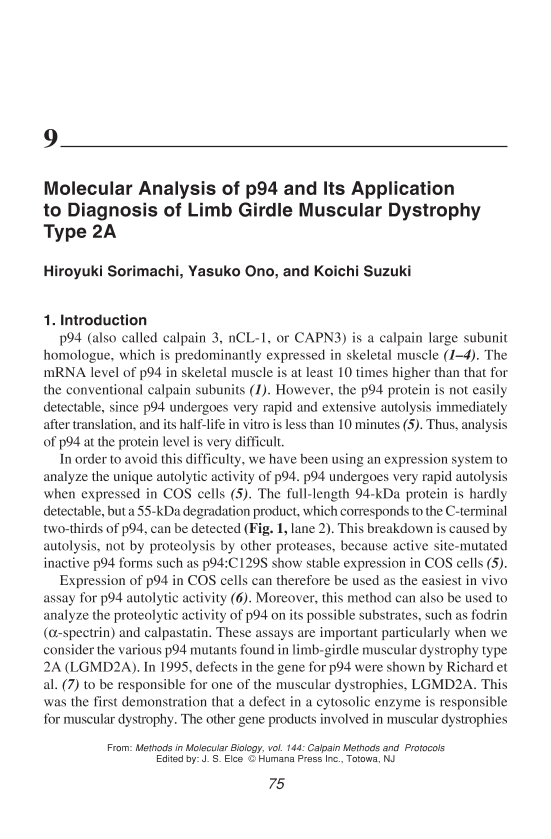 9
Molecular Analysis of p94 and Its Application
to Diagnosis of Limb Girdle Muscular Dystrophy
Type 2A
Hiroyuki Sorimachi, Yasuko Ono, and Koichi Suzuki
1. Introduction
p94 (also called calpain 3, nCL-1, or CAPN3) is a calpain large subunit
homologue, which is predominantly expressed in skeletal muscle (1–4). The
mRNA level of p94 in skeletal muscle is at least 10 times higher than that for
the conventional calpain subunits (1). However, the p94 protein is not easily
detectable, since p94 undergoes very rapid and extensive autolysis immediately
after translation, and its half-life in vitro is less than 10 minutes (5). Thus, analysis
of p94 at the protein level is very difficult.
In order to avoid this difficulty, we have been using an expression system to
analyze the unique autolytic activity of p94. p94 undergoes very rapid autolysis
when expressed in COS cells (5). The full-length 94-kDa protein is hardly
detectable, but a 55-kDa degradation product, which corresponds to the C-terminal
two-thirds of p94, can be detected (Fig. 1, lane 2). This breakdown is caused by
autolysis, not by proteolysis by other proteases, because active site-mutated
inactive p94 forms such as p94:C129S show stable expression in COS cells (5).
Expression of p94 in COS cells can therefore be used as the easiest in vivo
assay for p94 autolytic activity (6). Moreover, this method can also be used to
analyze the proteolytic activity of p94 on its possible substrates, such as fodrin
(α-spectrin) and calpastatin. These assays are important particularly when we
consider the various p94 mutants found in limb-girdle muscular dystrophy type
2A (LGMD2A). In 1995, defects in the gene for p94 were shown by Richard et
al. (7) to be responsible for one of the muscular dystrophies, LGMD2A. This
was the first demonstration that a defect in a cytosolic enzyme is responsible
for muscular dystrophy. The other gene products involved in muscular dystrophies
From: Methods in Molecular Biology, vol. 144: Calpain Methods and Protocols
Edited by: J. S. Elce © Humana Press Inc., Totowa, NJ
75